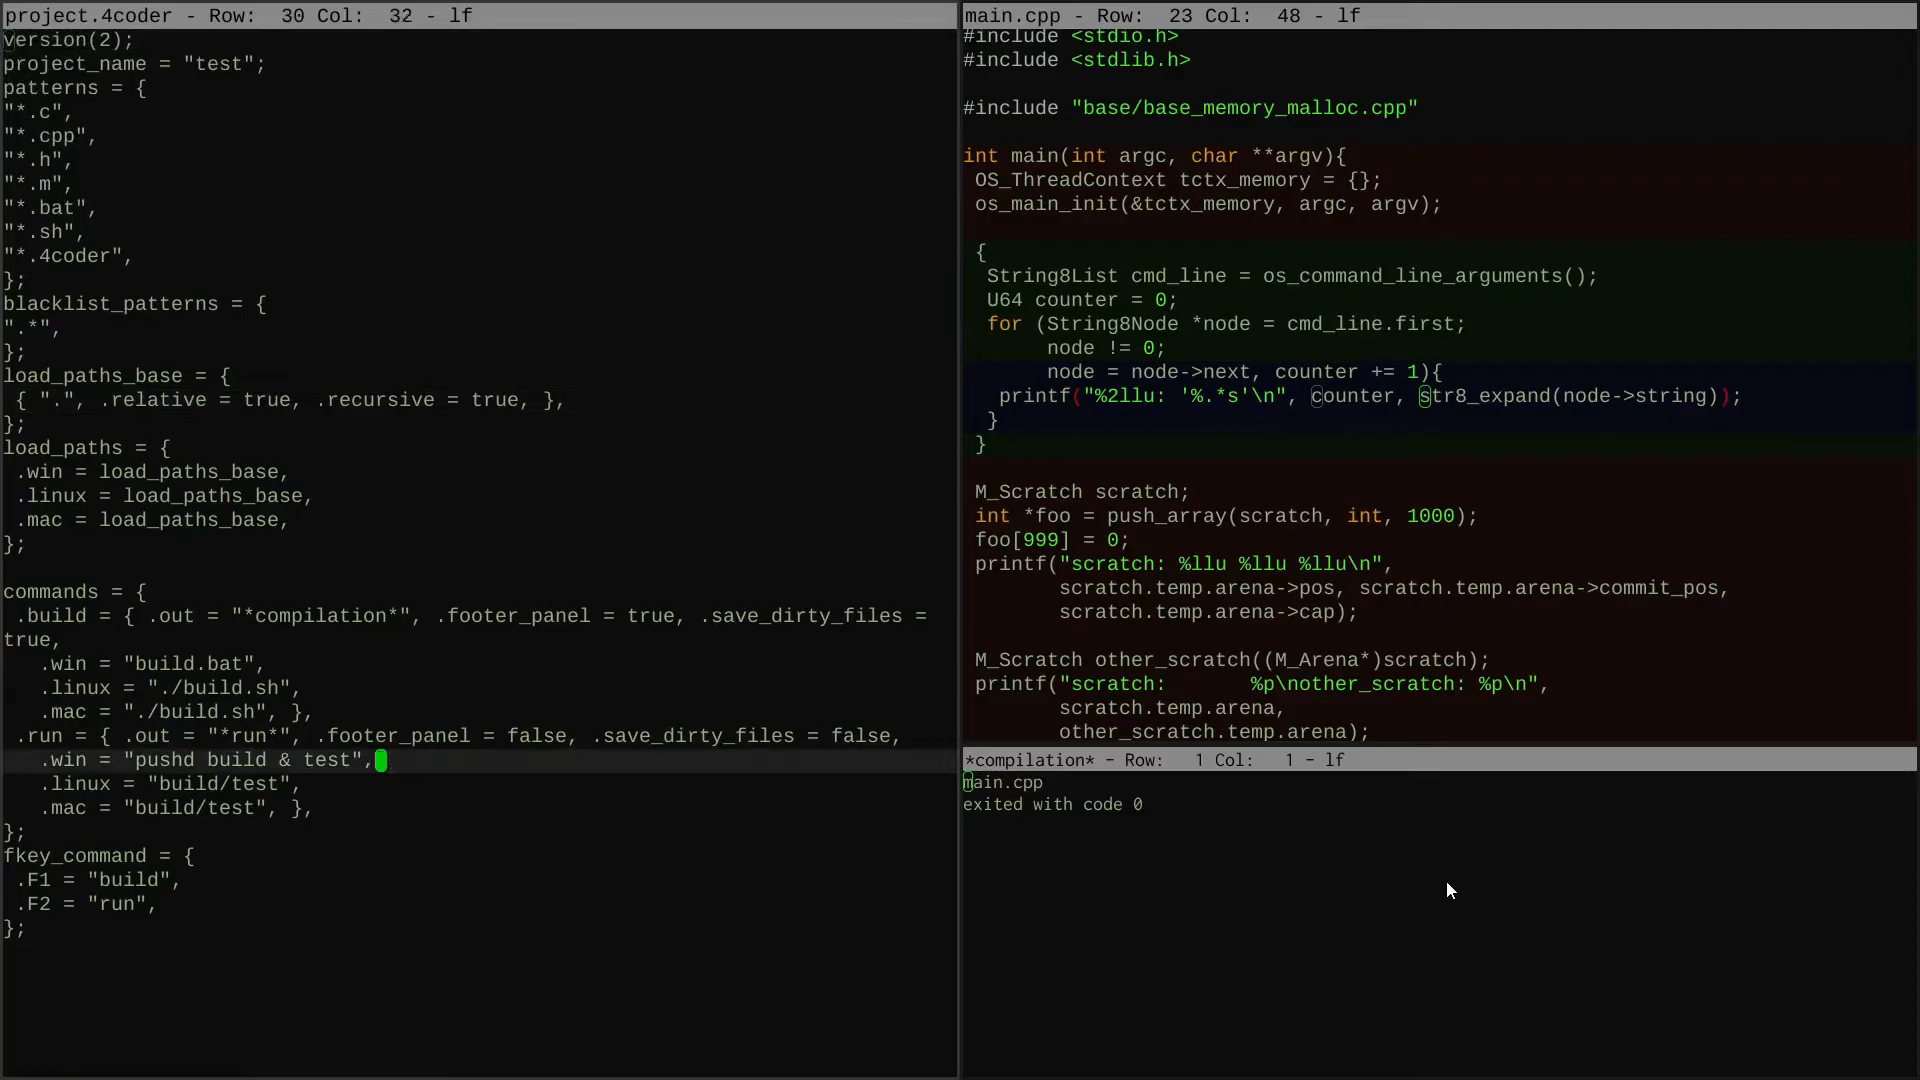 project.4coder - Row:  30 Col:  32 - lf
version(2);
project_name = "test";
patterns = {
"*.c",
"*.cpp",
"*.h",
"*.m",
"*.bat",
"*.sh",
"*.4coder",
};
blacklist_patterns = {
".*",
};
load_paths_base = {
 { ".", .relative = true, .recursive = true, },
};
load_paths = {
 .win = load_paths_base,
 .linux = load_paths_base,
 .mac = load_paths_base,
};
commands = {
 .build = { .out = "*compilation*", .footer_panel = true, .save_dirty_files =
true,
   .win = "build.bat",
   .linux = "./build.sh",
   .mac = "./build.sh", },
 .run = { .out = "*run*", .footer_panel = false, .save_dirty_files = false,
   .win = "pushd build & test",
   .linux = "build/test",
   .mac = "build/test", },
};
fkey_command = {
 .F1 = "build",
 .F2 = "run",
};
main.cpp - Row:  23 Col:  48 - lf
#include <stdio.h>
#include <stdlib.h>
#include "base/base_memory_malloc.cpp"
int main(int argc, char **argv){
 OS_ThreadContext tctx_memory = {};
 os_main_init(&tctx_memory, argc, argv);
 {
  String8List cmd_line = os_command_line_arguments();
  U64 counter = 0;
  for (String8Node *node = cmd_line.first;
       node != 0;
       node = node->next, counter += 1){
   printf("%2llu: '%.*s'\n", counter, str8_expand(node->string));
  }
 }
 M_Scratch scratch;
 int *foo = push_array(scratch, int, 1000);
 foo[999] = 0;
 printf("scratch: %llu %llu %llu\n",
        scratch.temp.arena->pos, scratch.temp.arena->commit_pos,
        scratch.temp.arena->cap);
 M_Scratch other_scratch((M_Arena*)scratch);
 printf("scratch:       %p\nother_scratch: %p\n",
        scratch.temp.arena,
        other_scratch.temp.arena);
*compilation* - Row:   1 Col:   1 - lf
main.cpp
exited with code 0